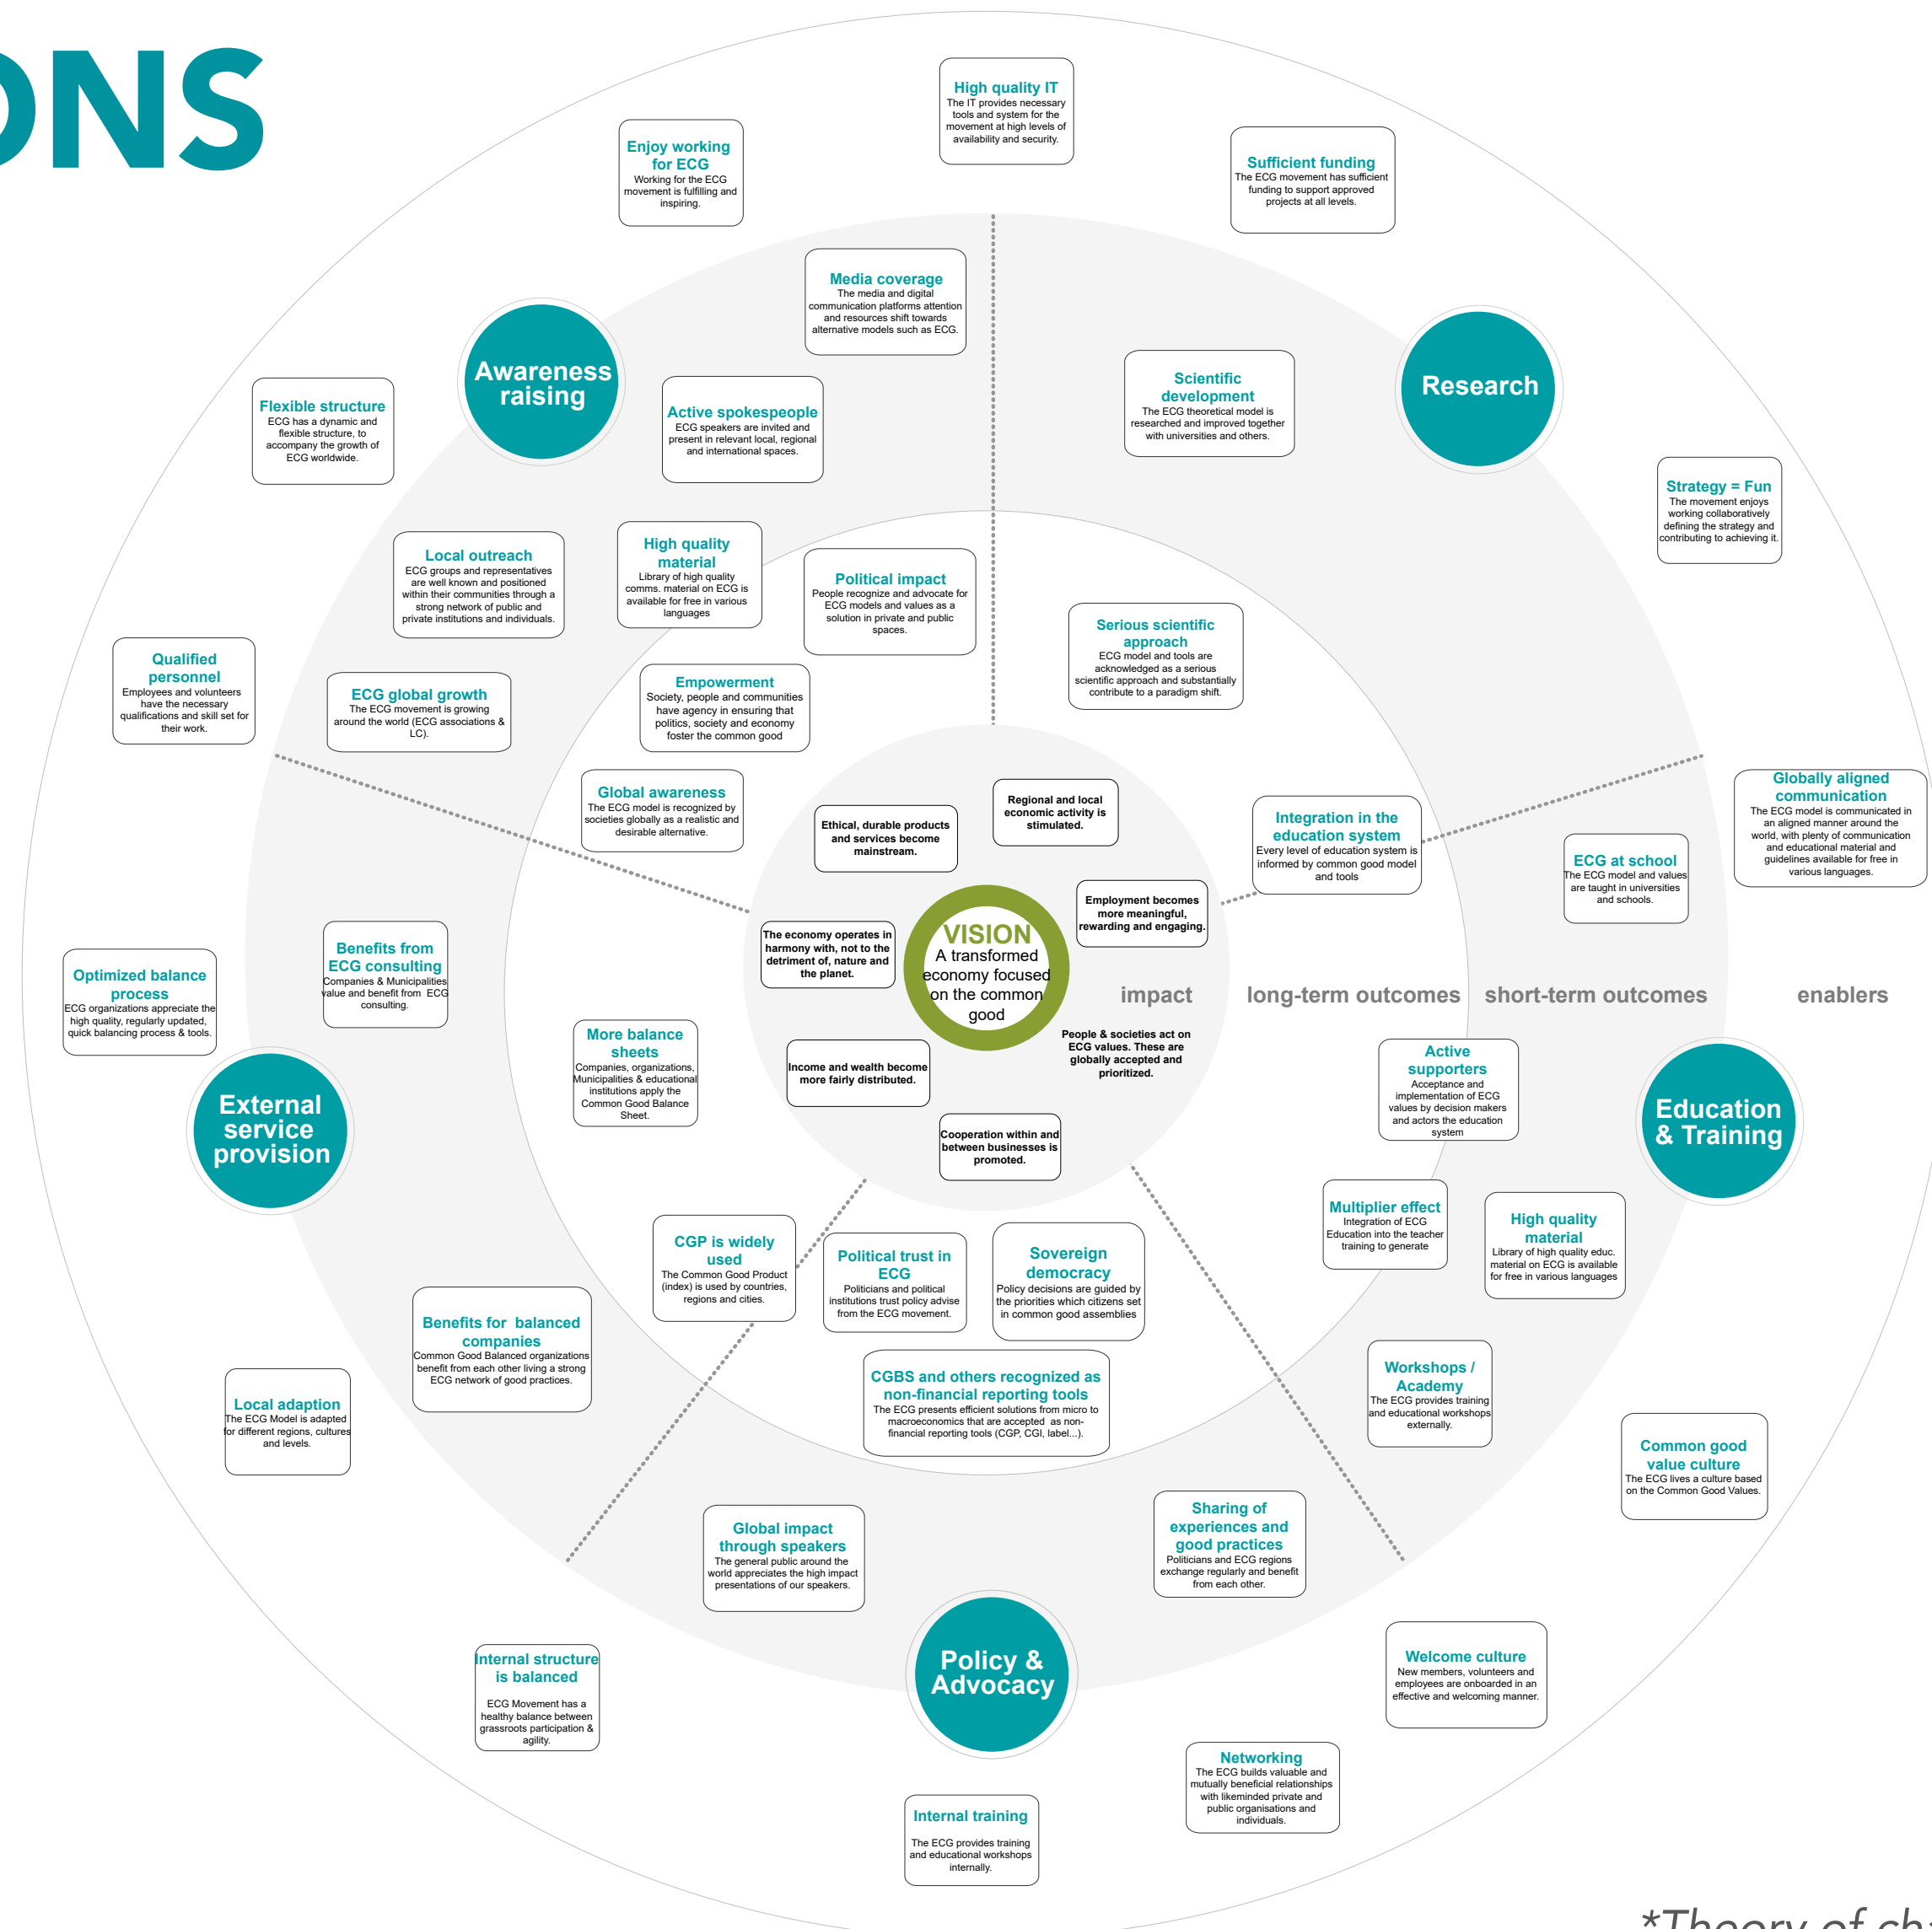 ONS
High quality IT
The IT provides necessary
tools and system for the
movement at high levels of
availability and security.
Enjoy working
for ECG
Working for the ECG
movement is fulfilling and
inspiring.
Sufficient funding
The ECG movement has sufficient
funding to support approved
projects at all levels.
Media coverage
The media and digital
communication platforms attention
and resources shift towards
alternative models such as ECG.
Awareness
raising
Research
Scientific
development
The ECG theoretical model is
researched and improved together
with universities and others.
Flexible structure
ECG has a dynamic and
flexible structure, to
accompany the growth of
ECG worldwide.
Active spokespeople
ECG speakers are invited and
present in relevant local, regional
and international spaces.
Strategy = Fun
The movement enjoys
working collaboratively
defining the strategy and
contributing to achieving it.
Local outreach
ECG groups and representatives
are well known and positioned
within their communities through a
strong network of public and
private institutions and individuals.
High quality
material
Library of high quality
comms. material on ECG is
available for free in various
languages
Political impact
People recognize and advocate for
ECG models and values as a
solution in private and public
spaces.
Serious scientific
approach
ECG model and tools are
acknowledged as a serious
scientific approach and substantially
contribute to a paradigm shift.
Qualified
personnel
Employees and volunteers
have the necessary
qualifications and skill set for
their work.
ECG global growth
The ECG movement is growing
around the world (ECG associations &
LC).
Empowerment
Society, people and communities
have agency in ensuring that
politics, society and economy
foster the common good
Global awareness
The ECG model is recognized by
societies globally as a realistic and
desirable alternative.
Ethical, durable products
and services become
mainstream.
Regional and local
economic activity is
stimulated.
Integration in the
education system
Every level of education system is
informed by common good model
and tools
Globally aligned
communication
The ECG model is communicated in
an aligned manner around the
world, with plenty of communication
and educational material and
guidelines available for free in
various languages.
ECG at school
The ECG model and values
are taught in universities
and schools.
Employment becomes
more meaningful,
rewarding and engaging.
The economy operates in
harmony with, not to the
detriment of, nature and
the planet.
VISION
A transformed
economy focused
on the common
good
Benefits from
ECG consulting
Companies & Municipalities
value and benefit from ECG
consulting.
Optimized balance
process
ECG organizations appreciate the
high quality, regularly updated,
quick balancing process & tools.
impact
long-term outcomes
short-term outcomes
enablers
More balance
sheets
Companies, organizations,
Municipalities & educational
institutions apply the
Common Good Balance
Sheet.
Income and wealth become
more fairly distributed.
People & societies act on
ECG values. These are
globally accepted and
prioritized.
Active
supporters
Acceptance and
implementation of ECG
values by decision makers
and actors the education
system
External
service
provision
Education
& Training
Cooperation within and
between businesses is
promoted.
Multiplier effect
Integration of ECG
Education into the teacher
training to generate
High quality
material
Library of high quality educ.
material on ECG is available
for free in various languages
CGP is widely
used
The Common Good Product
(index) is used by countries,
regions and cities.
Political trust in
ECG
Politicians and political
institutions trust policy advise
from the ECG movement.
Sovereign
democracy
Policy decisions are guided by
the priorities which citizens set
in common good assemblies
Benefits for balanced
companies
Common Good Balanced organizations
benefit from each other living a strong
ECG network of good practices.
CGBS and others recognized as
non-financial reporting tools
The ECG presents efficient solutions from micro to
macroeconomics that are accepted as non-
financial reporting tools (CGP, CGI, label...).
Workshops /
Academy
The ECG provides training
and educational workshops
externally.
Local adaption
The ECG Model is adapted
for different regions, cultures
and levels.
Common good
value culture
The ECG lives a culture based
on the Common Good Values.
Global impact
through speakers
The general public around the
world appreciates the high impact
presentations of our speakers.
Sharing of
experiences and
good practices
Politicians and ECG regions
exchange regularly and benefit
from each other.
Internal structure
is balanced
ECG Movement has a
healthy balance between
grassroots participation &
agility.
Policy &
Advocacy
Welcome culture
New members, volunteers and
employees are onboarded in an
effective and welcoming manner.
Networking
The ECG builds valuable and
mutually beneficial relationships
with likeminded private and
public organisations and
individuals.
Internal training
The ECG provides training
and educational workshops
internally.
*Theory of ch